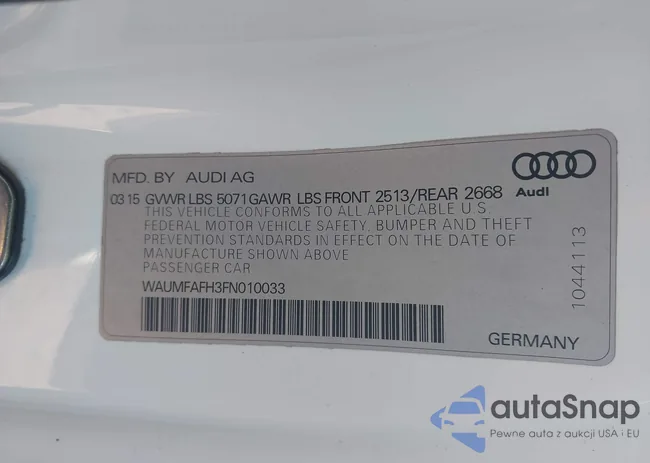 MFD. BY AUDI AG
Audi
03 15 GVWR LBS 5071 GAWR LBS FRONT 2513/REAR 2668
THIS VEHICLE CONFORMS TO ALL APPLICABLE U S
FEDERAL MOTOR VEHICLE SAFETY, BUMPER AND THEFT
PREVENTION STANDARDS IN EFFECT ON THE DATE OF
MANUFACTURE SHOWN ABOVE
PASSENGER CAR
WAUMFAFH3FN010033
1044113
GERMANY
autaSnap
Pewne auta z aukcji USA i EU